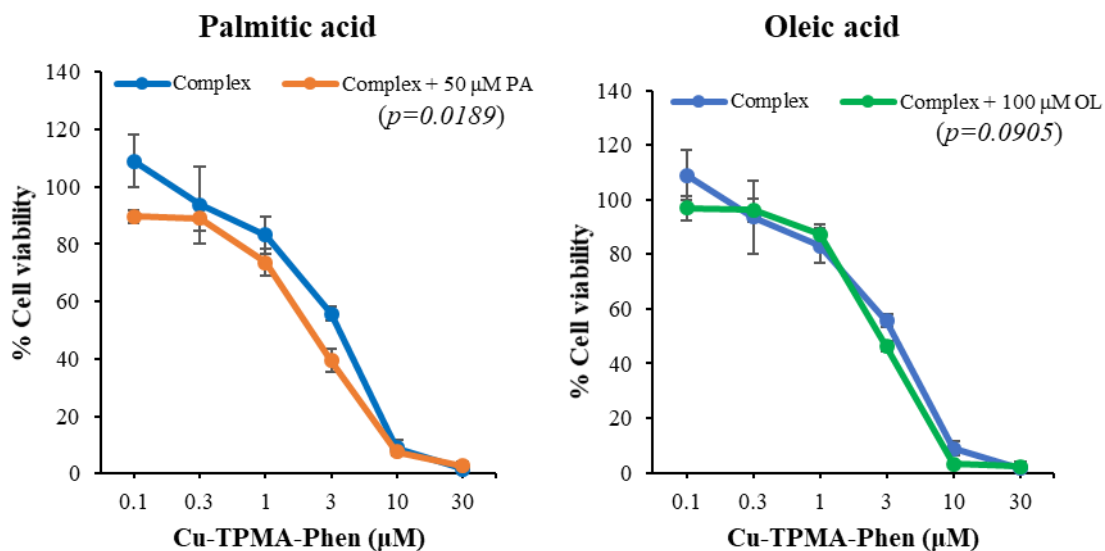 Palmitic acid
Complex
Complex + 50 μM PA
(p=0.0189)
% Cell viability
140
120
100
80
60
40
20
0
0.1 0.3 1 3 10 30
Cu-TPMA-Phen (μM)
Oleic acid
Complex
Complex + 100 μM OL
(p=0.0905)
% Cell viability
140
120
100
80
60
40
20
0
0.1 0.3 1 3 10 30
Cu-TPMA-Phen (μM)